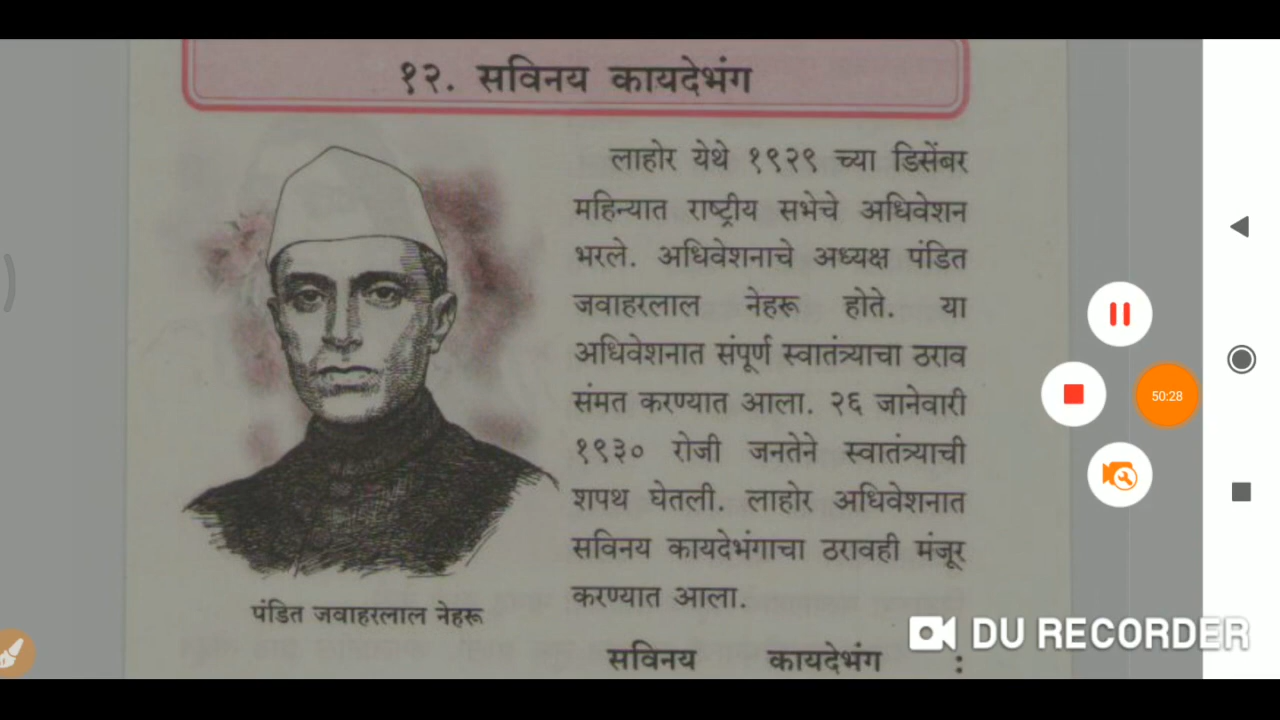 १२. सविनय कायदेभंग
लाहोर येथे १९२९ च्या डिसेंबर
महिन्यात राष्ट्रीय सभेचे अधिवेशन
भरले. अधिवेशनाचे अध्यक्ष पंडित
जवाहरलाल नेहरू होते. या
अधिवेशनात संपूर्ण स्वातंत्र्याचा ठराव
संमत करण्यात आला. २६ जानेवारी
१९३० रोजी जनतेने स्वातंत्र्याची
शपथ घेतली. लाहोर अधिवेशनात
सविनय कायदेभंगाचा ठरावही मंजूर
करण्यात आला.
पंडित जवाहरलाल नेहरू
सविनय कायदेभंग :
50:28
DU RECORDER